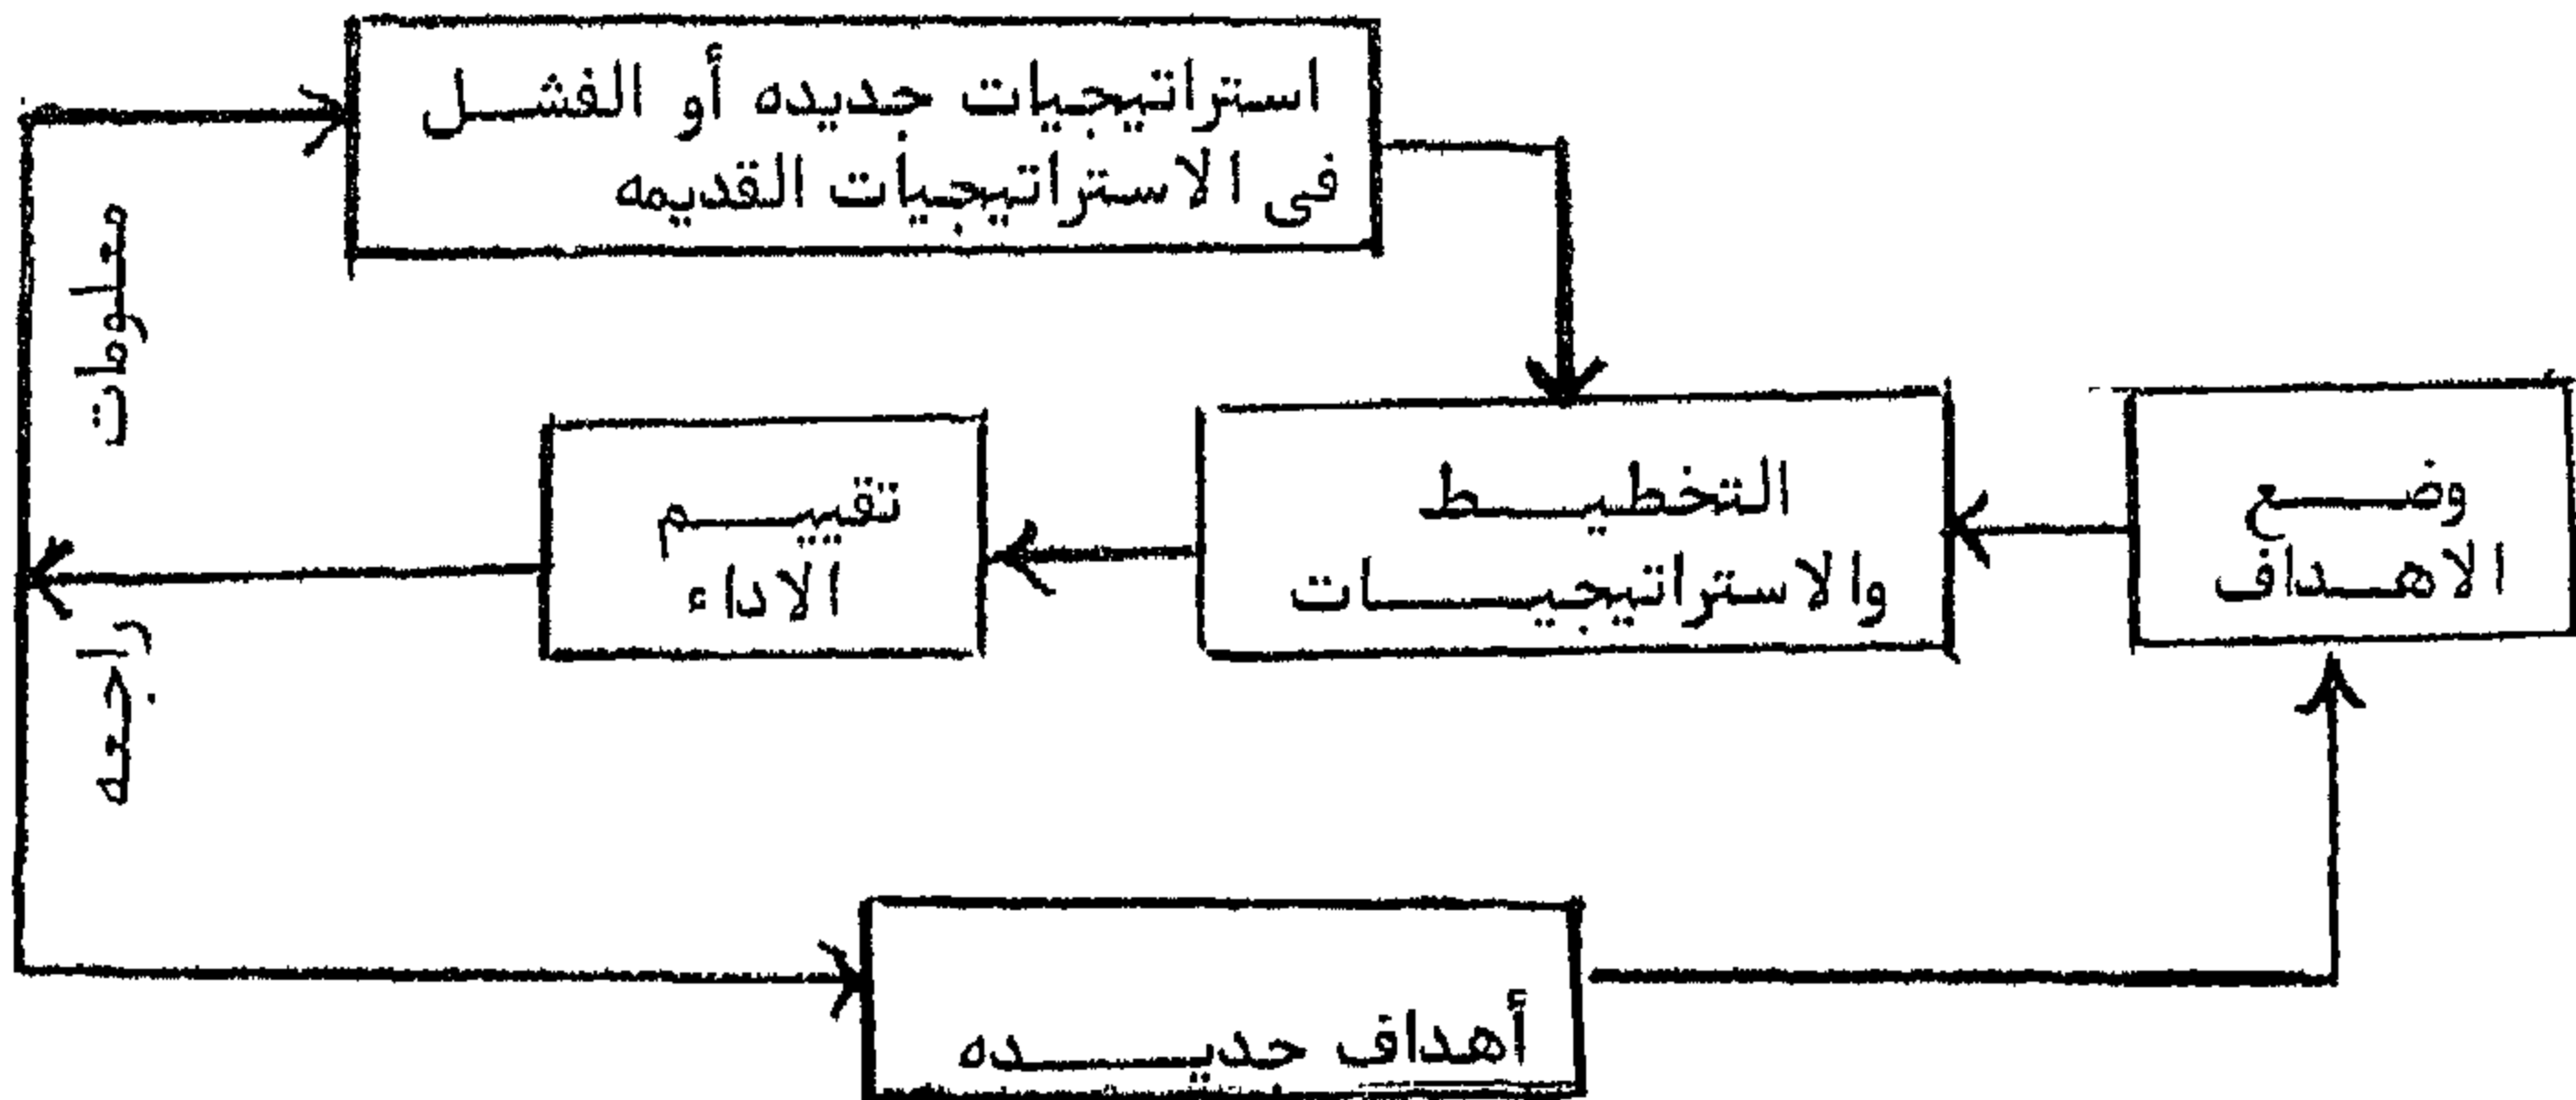 استراتيجيات جديده أو الفشل
فى الاستراتيجيات القديمه
معلومات
راجعه
وضع
الاهداف
التخطيط
والاستراتيجيات
تقييم
الاداء
أهداف جديده